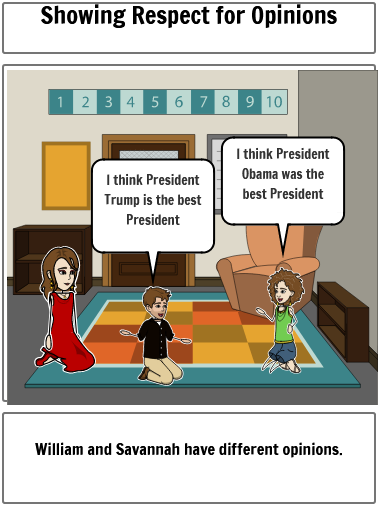 Showing Respect for Opinions
1 2 3 4 5 6 7 8 9 10
I think President
Trump is the best
President
I think President
Obama was the
best President
William and Savannah have different opinions.